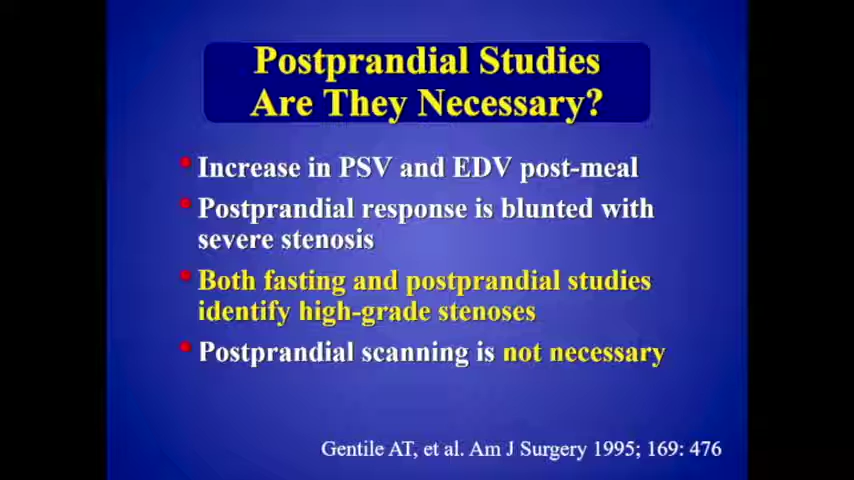 Postprandial Studies
Are They Necessary?
• Increase in PSV and EDV post-meal
• Postprandial response is blunted with
severe stenosis
• Both fasting and postprandial studies
identify high-grade stenoses
• Postprandial scanning is not necessary
Gentile AT, et al. Am J Surgery 1995; 169: 476